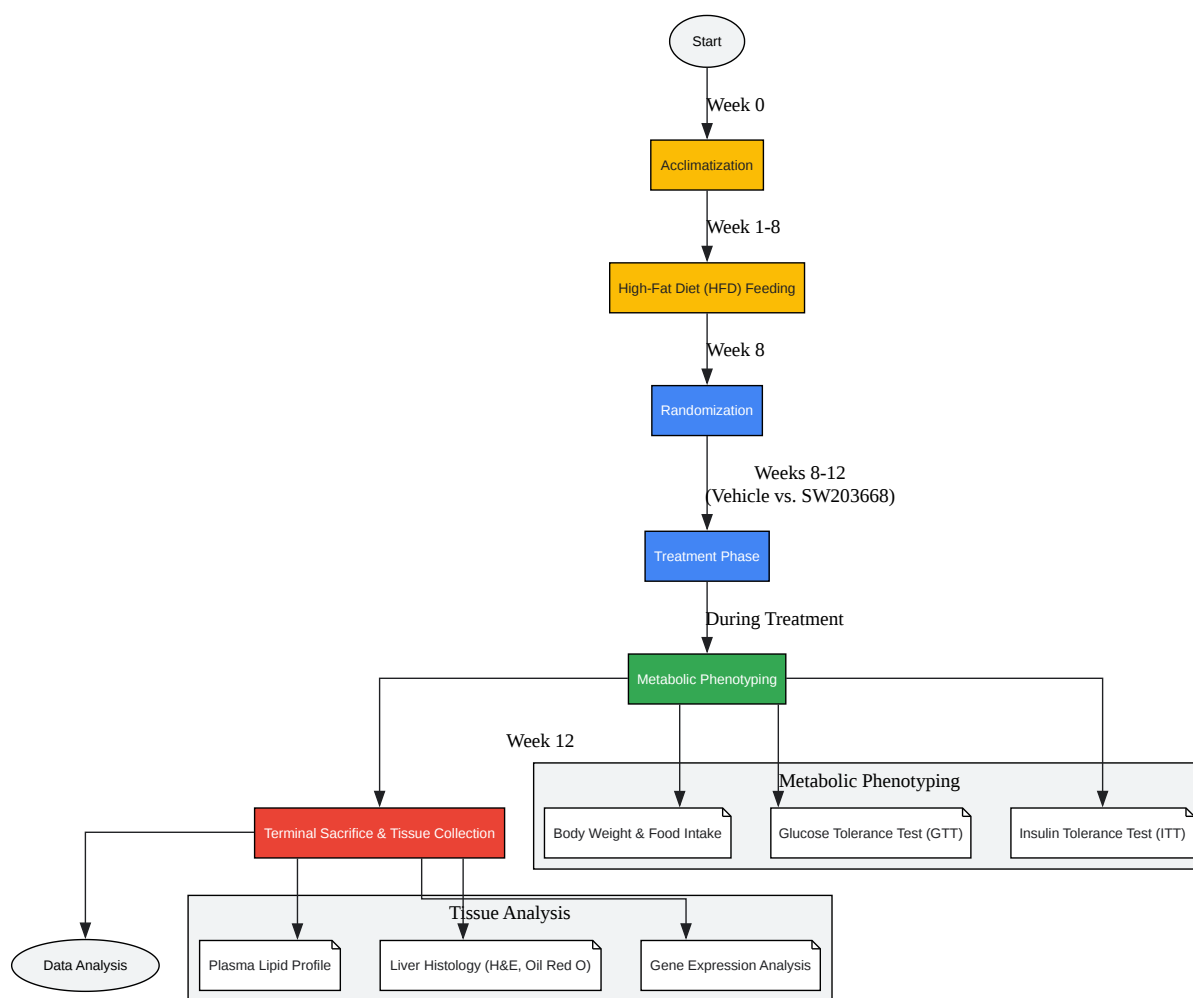 Start
Week 0
Acclimatization
Week 1-8
High-Fat Diet (HFD) Feeding
Week 8
Randomization
Weeks 8-12
(Vehicle vs. SW203668)
Treatment Phase
During Treatment
Metabolic Phenotyping
Week 12
Metabolic Phenotyping
Terminal Sacrifice & Tissue Collection
Body Weight & Food Intake
Glucose Tolerance Test (GTT)
Insulin Tolerance Test (ITT)
Tissue Analysis
Data Analysis
Plasma Lipid Profile
Liver Histology (H&E, Oil Red O)
Gene Expression Analysis